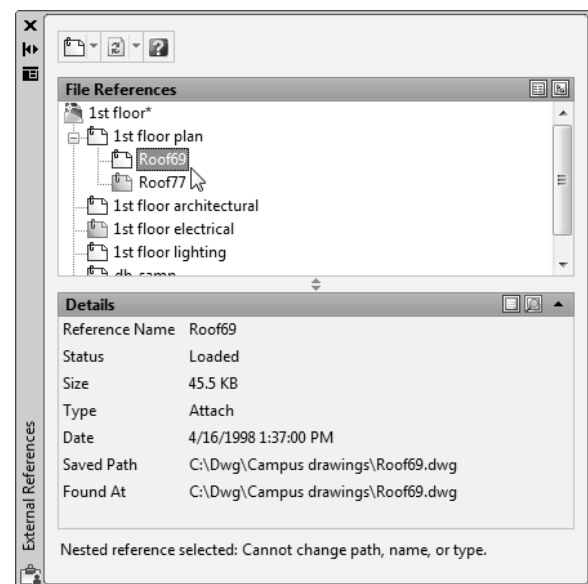 File References
1st floor*
1st floor plan
Roof69
Roof77
1st floor architectural
1st floor electrical
1st floor lighting
Details
Reference Name Roof69
Status Loaded
Size 45.5 KB
Type Attach
Date 4/16/1998 1:37:00 PM
Saved Path C:\Dwg\Campus drawings\Roof69.dwg
Found At C:\Dwg\Campus drawings\Roof69.dwg
Nested reference selected: Cannot change path, name, or type.
External References